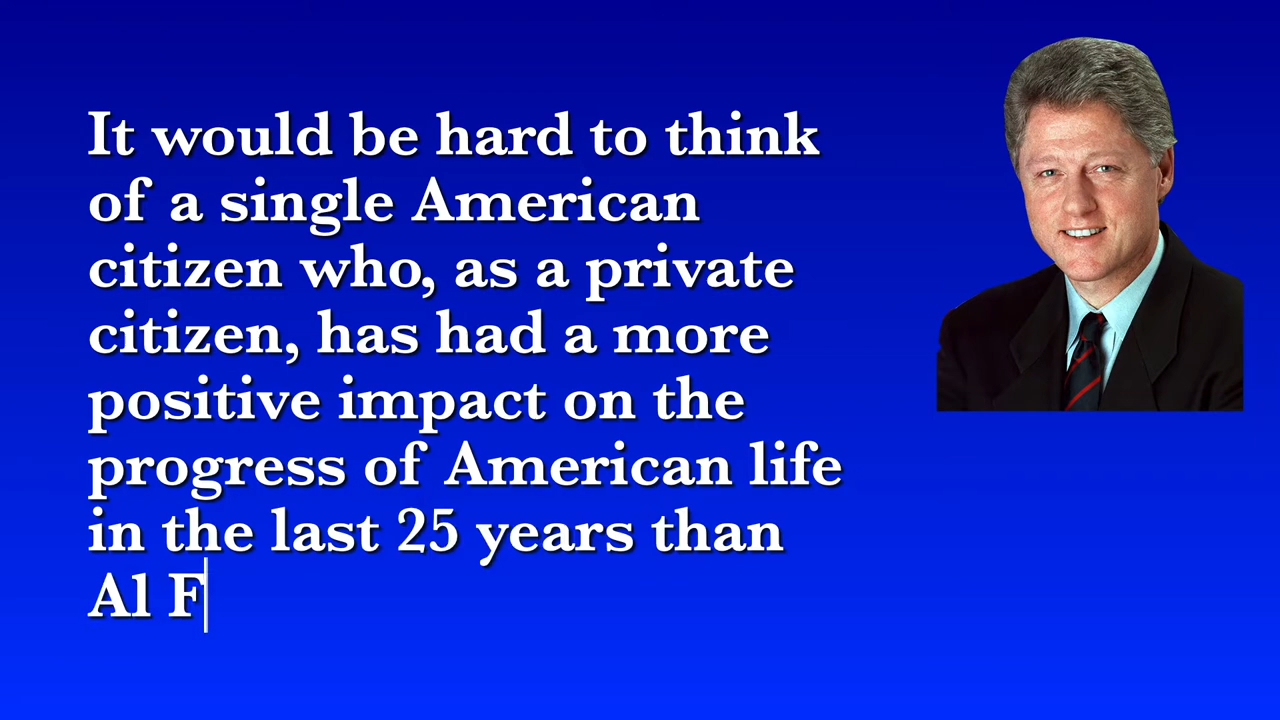 It would be hard to think
of a single American
citizen who, as a private
citizen, has had a more
positive impact on the
progress of American life
in the last 25 years than
Al F